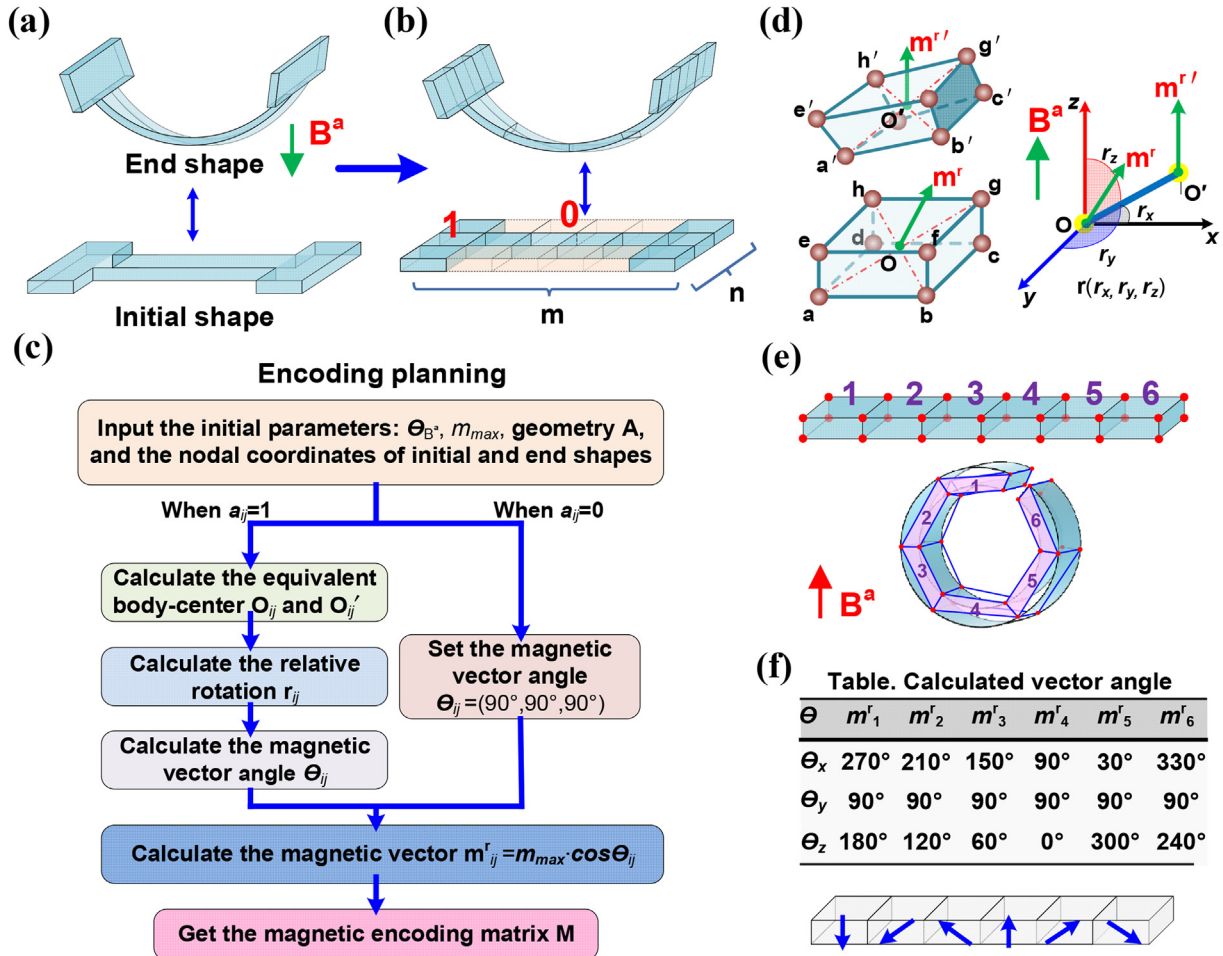 (a)
End shape
Bᵃ
Initial shape
(b)
1
0
m
n
(c)
Encoding planning
Input the initial parameters: ΘBᵃ, mmax, geometry A,
and the nodal coordinates of initial and end shapes
When aij=1
When aij=0
Calculate the equivalent
body-center Oij and Oij′
Calculate the relative
rotation rij
Calculate the magnetic
vector angle Θij
Set the magnetic
vector angle
Θij=(90°,90°,90°)
Calculate the magnetic vector mʳij=mmax·cosΘij
Get the magnetic encoding matrix M
(d)
mʳ′
g′
h′
c′
e′
O′
b′
a′
mʳ
h
g
e
d
f
c
O
a
b
Bᵃ
z
mʳ′
rz
mʳ
O′
O
rx
x
ry
y
r(rx, ry, rz)
(e)
1 2 3 4 5 6
1
2
6
3
5
4
Bᵃ
(f)
Table. Calculated vector angle
Θ mʳ1 mʳ2 mʳ3 mʳ4 mʳ5 mʳ6
Θx 270° 210° 150° 90° 30° 330°
Θy 90° 90° 90° 90° 90° 90°
Θz 180° 120° 60° 0° 300° 240°